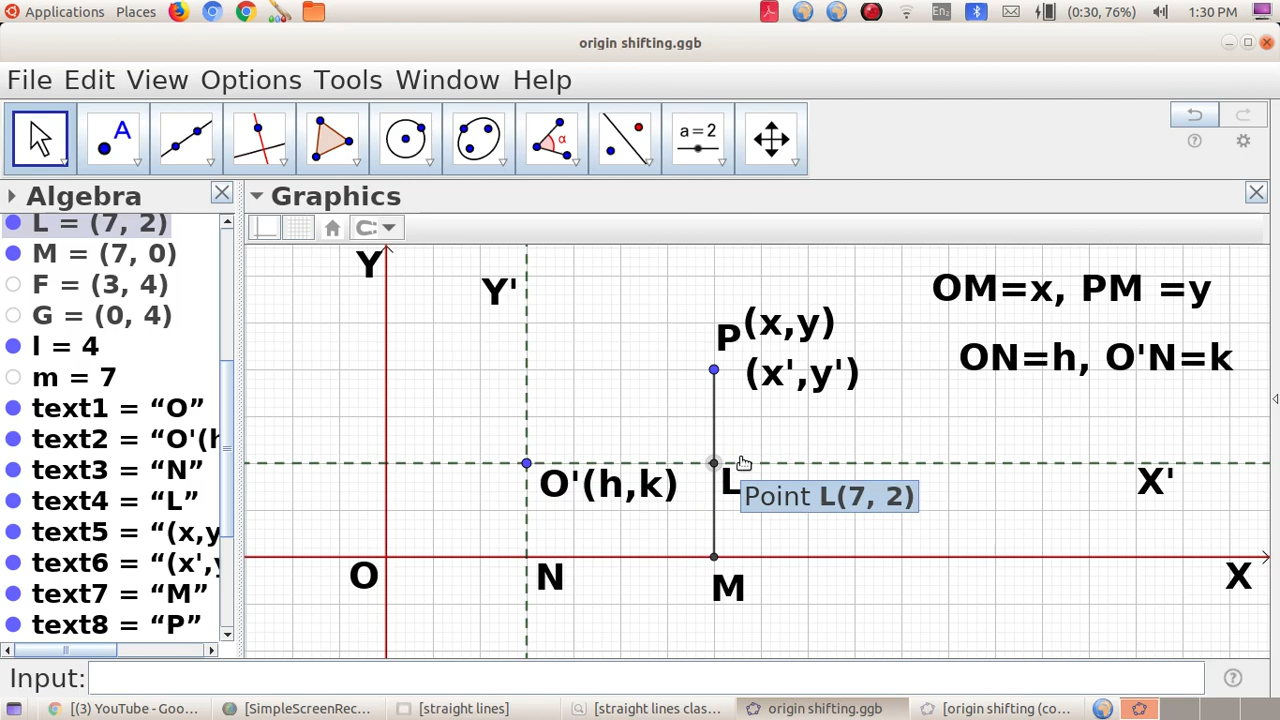 Applications Places En₂ (0:30, 76%) 1:30 PM
origin shifting.ggb
File Edit View Options Tools Window Help
A α a = 2
Algebra
Graphics
L = (7, 2)
M = (7, 0)
F = (3, 4)
G = (0, 4)
l = 4
m = 7
text1 = “O”
text2 = “O'(h
text3 = “N”
text4 = “L”
text5 = “(x,y
text6 = “(x',y
text7 = “M”
text8 = “P”
Y
Y'
OM=x, PM =y
P(x,y)
(x',y')
ON=h, O'N=k
O'(h,k)
L
X'
Point L(7, 2)
O
N
M
X
Input:
[(3) YouTube - Goo...
[SimpleScreenRec...
[straight lines]
[straight lines clas...
origin shifting.ggb
[origin shifting (co...